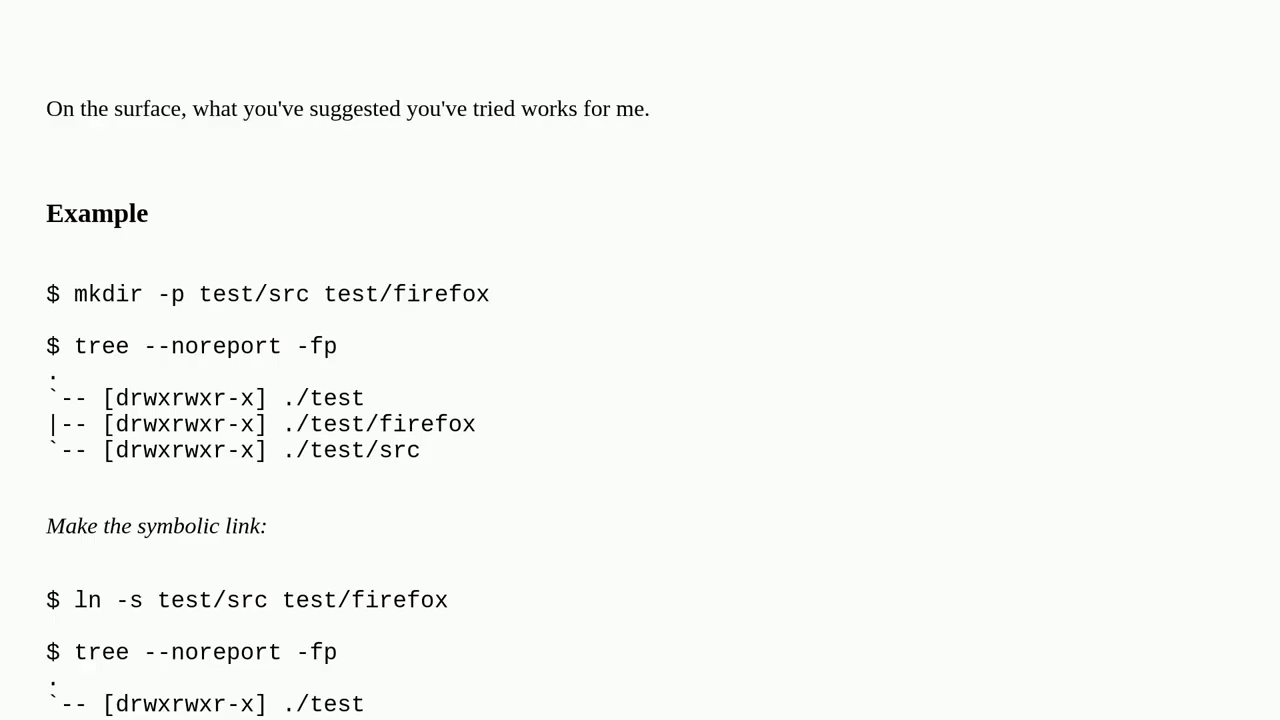 On the surface, what you've suggested you've tried works for me.
Example
$ mkdir -p test/src test/firefox
$ tree --noreport -fp
.
`-- [drwxrwxr-x] ./test
|-- [drwxrwxr-x] ./test/firefox
`-- [drwxrwxr-x] ./test/src
Make the symbolic link:
$ ln -s test/src test/firefox
$ tree --noreport -fp
.
`-- [drwxrwxr-x] ./test